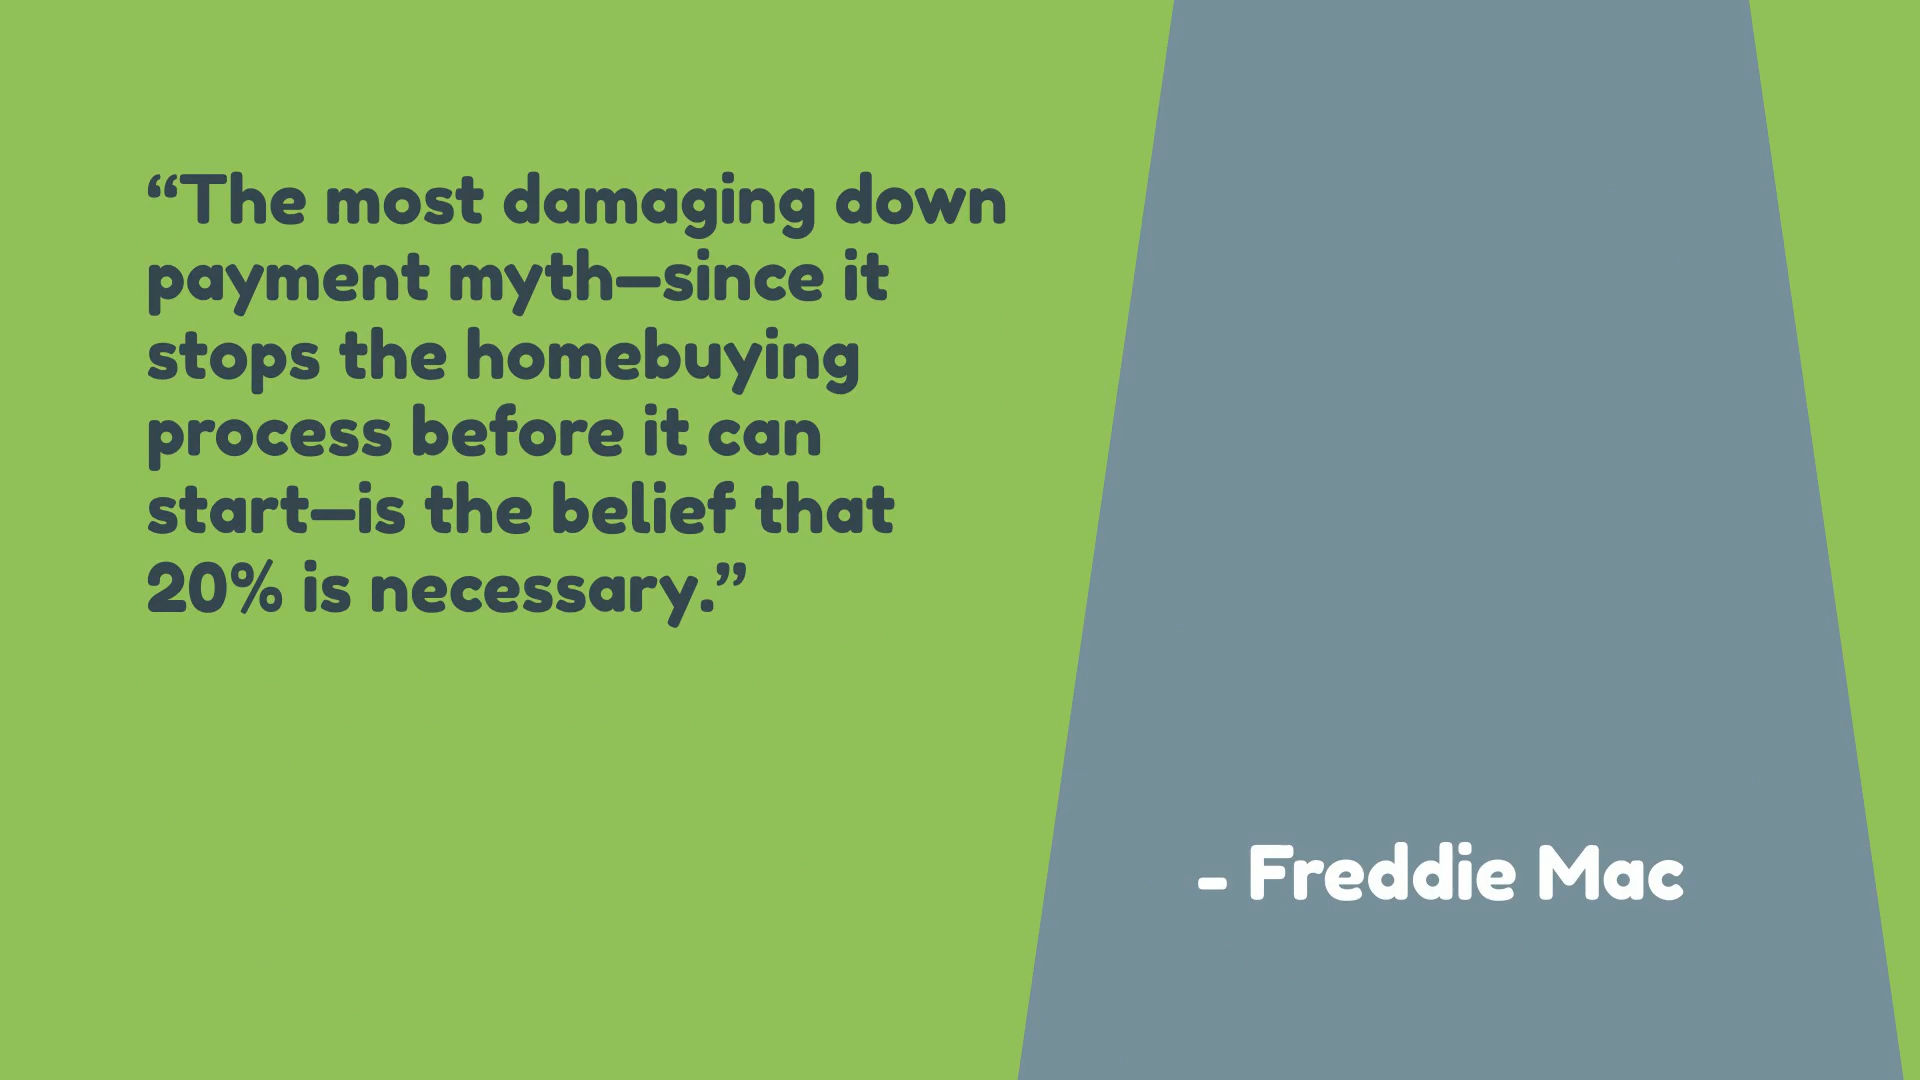 “The most damaging down
payment myth—since it
stops the homebuying
process before it can
start—is the belief that
20% is necessary.”
- Freddie Mac